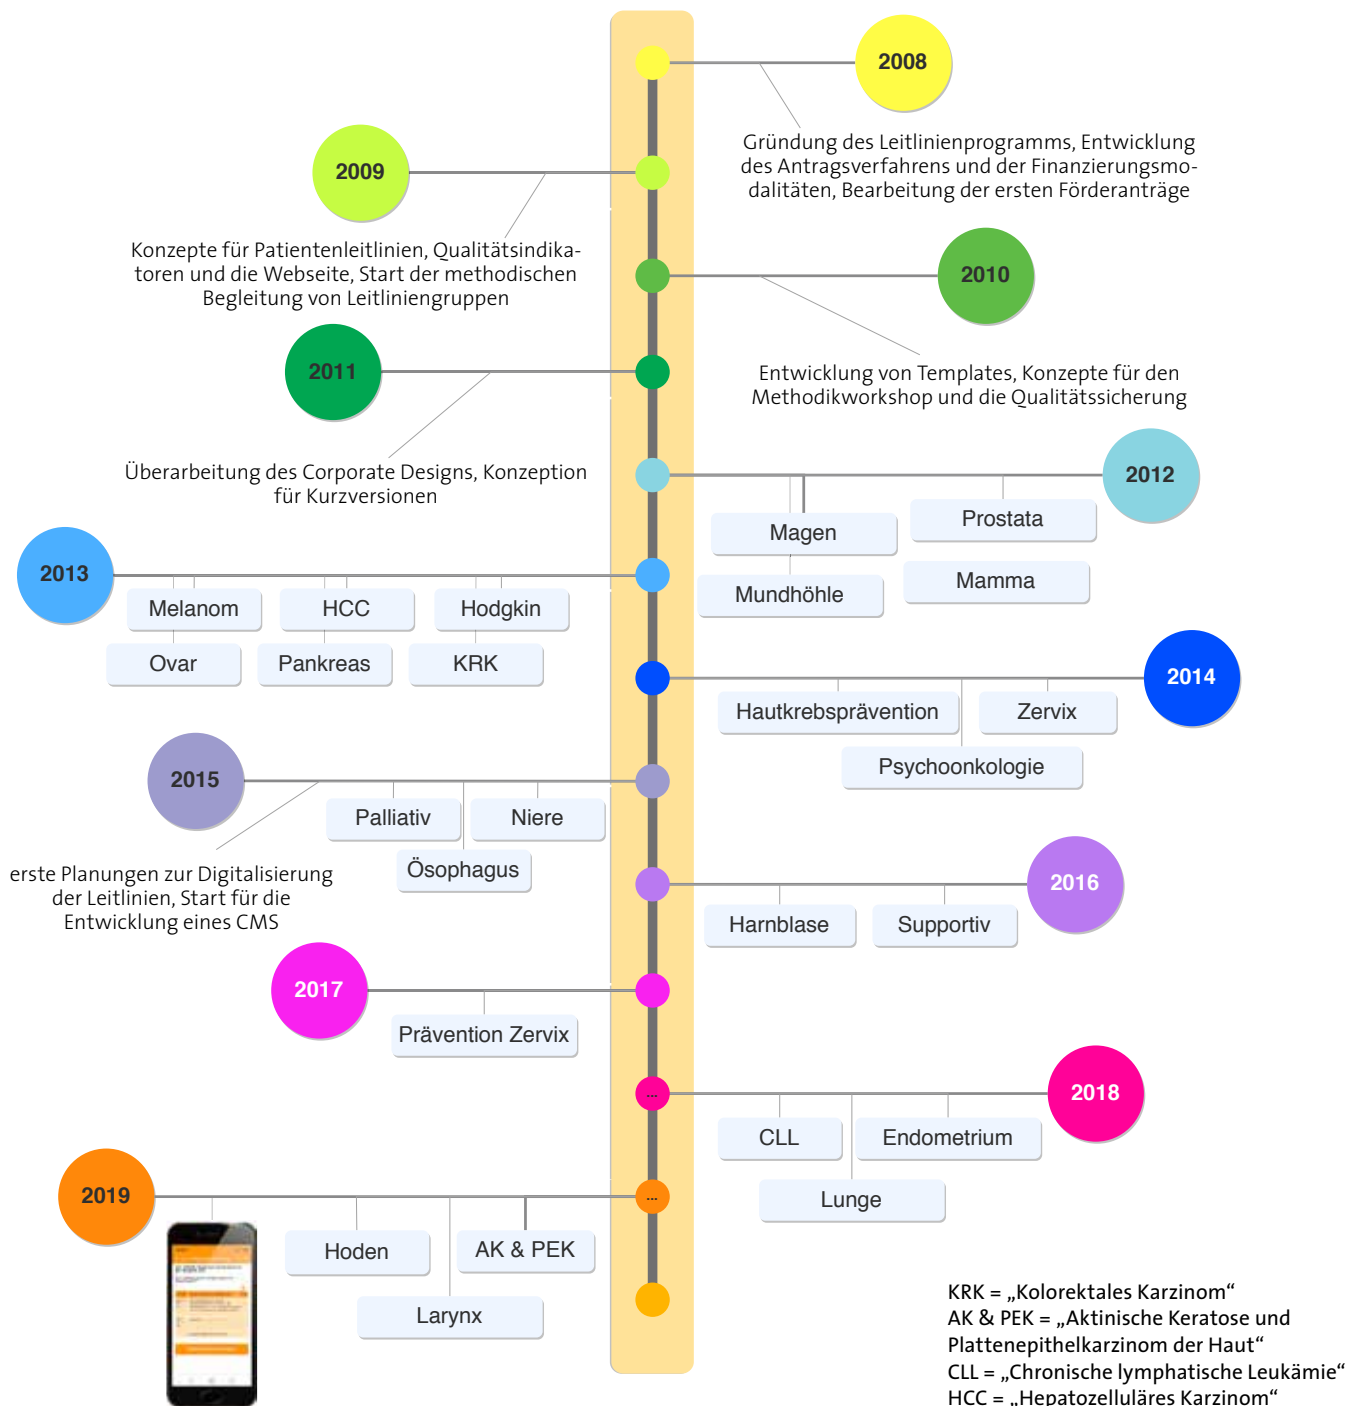 2008
Gründung des Leitlinienprogramms, Entwicklung
des Antragsverfahrens und der Finanzierungsmo-
dalitäten, Bearbeitung der ersten Förderanträge
2009
Konzepte für Patientenleitlinien, Qualitätsindika-
toren und die Webseite, Start der methodischen
Begleitung von Leitliniengruppen
2010
Entwicklung von Templates, Konzepte für den
Methodikworkshop und die Qualitätssicherung
2011
Überarbeitung des Corporate Designs, Konzeption
für Kurzversionen
2012
Magen
Prostata
Mundhöhle
Mamma
2013
Melanom
HCC
Hodgkin
Ovar
Pankreas
KRK
2014
Hautkrebsprävention
Zervix
Psychoonkologie
2015
Palliativ
Niere
Ösophagus
erste Planungen zur Digitalisierung
der Leitlinien, Start für die
Entwicklung eines CMS
2016
Harnblase
Supportiv
2017
Prävention Zervix
...
2018
CLL
Endometrium
Lunge
2019
...
Hoden
AK & PEK
Larynx
KRK = „Kolorektales Karzinom“
AK & PEK = „Aktinische Keratose und
Plattenepithelkarzinom der Haut“
CLL = „Chronische lymphatische Leukämie“
HCC = „Hepatozelluläres Karzinom“